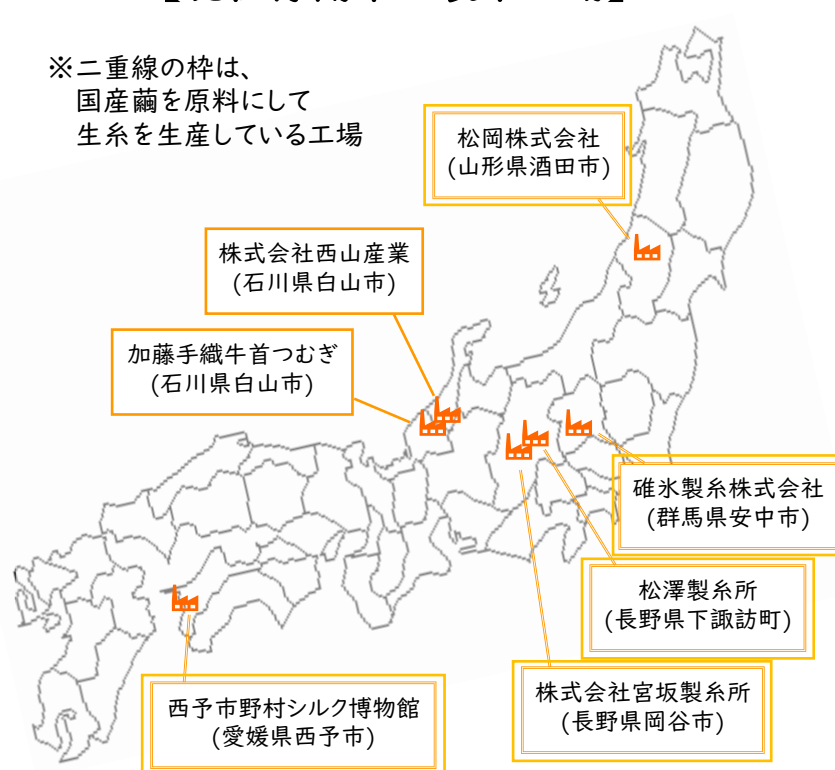 ※二重線の枠は、
国産繭を原料にして
生糸を生産している工場
松岡株式会社
(山形県酒田市)
株式会社西山産業
(石川県白山市)
加藤手織牛首つむぎ
(石川県白山市)
碓氷製糸株式会社
(群馬県安中市)
松澤製糸所
(長野県下諏訪町)
株式会社宮坂製糸所
(長野県岡谷市)
西予市野村シルク博物館
(愛媛県西予市)